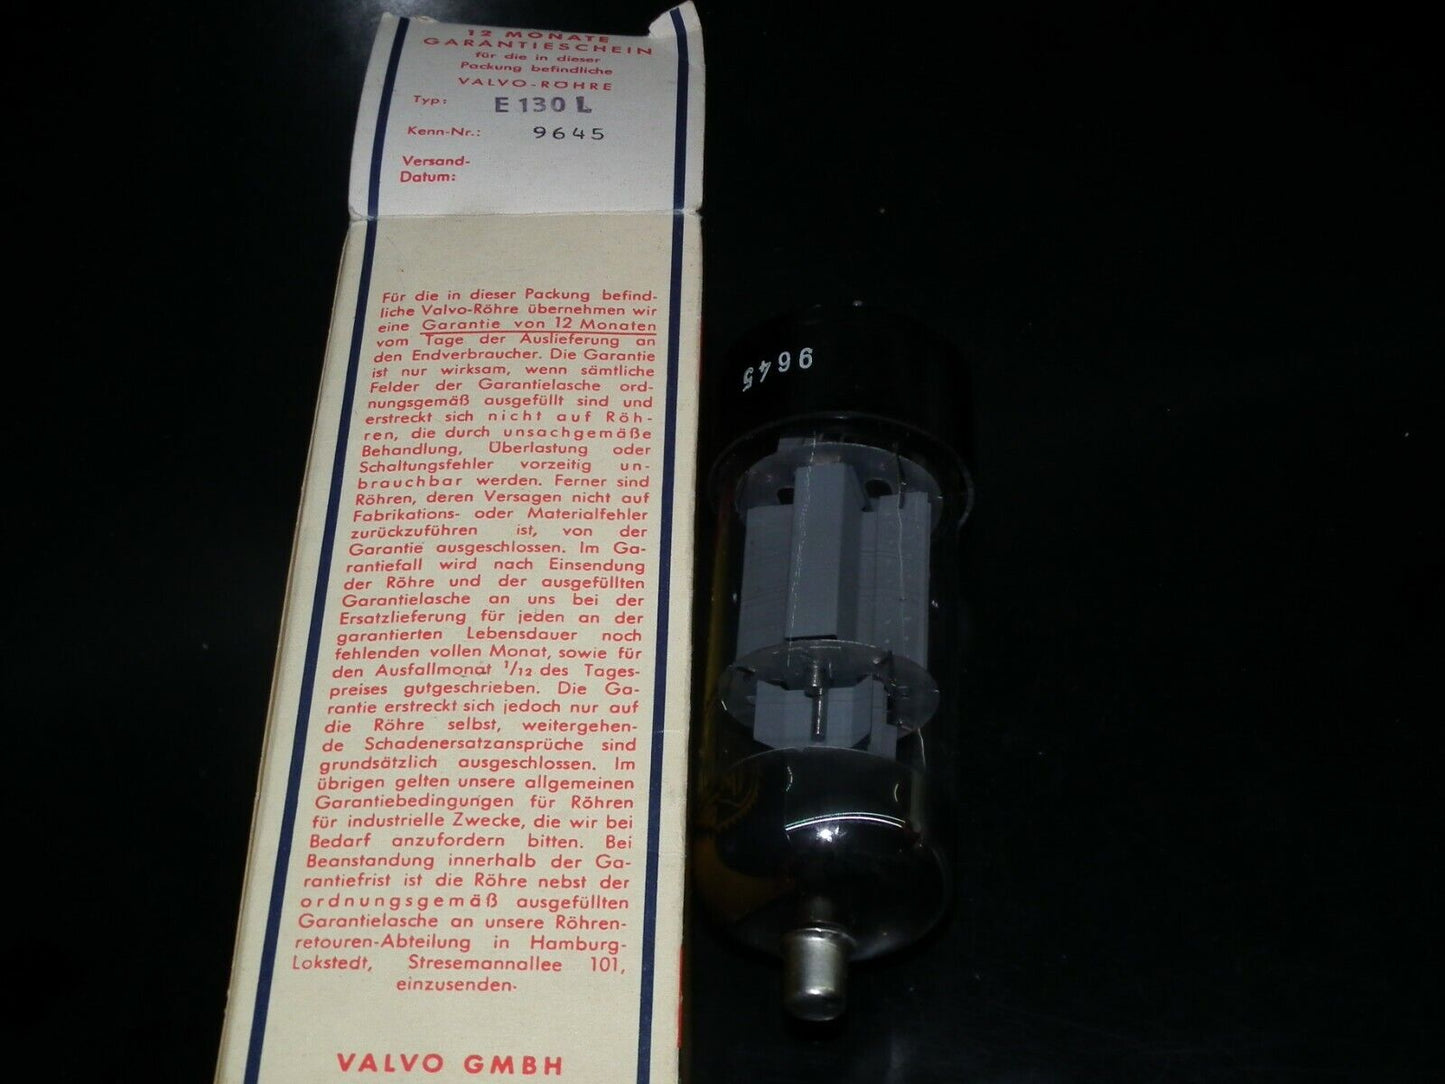 12 MONATE
GARANTIESCHEIN
für die in dieser
Packung befindliche
VALVO-RÖHRE
Typ: E 130 L
Kenn-Nr.: 9645
Versand-
Datum:
Für die in dieser Packung befind-
liche Valvo-Röhre übernehmen wir
eine Garantie von 12 Monaten
vom Tage der Auslieferung an
den Endverbraucher. Die Garantie
ist nur wirksam, wenn sämtliche
Felder der Garantielasche ord-
nungsgemäß ausgefüllt sind und
erstreckt sich nicht auf Röh-
ren, die durch unsachgemäße
Behandlung, Überlastung oder
Schaltungsfehler vorzeitig un-
brauchbar werden. Ferner sind
Röhren, deren Versagen nicht auf
Fabrikations- oder Materialfehler
zurückzuführen ist, von der
Garantie ausgeschlossen. Im Ga-
rantiefall wird nach Einsendung
der Röhre und der ausgefüllten
Garantielasche an uns bei der
Ersatzlieferung für jeden an der
garantierten Lebensdauer noch
fehlenden vollen Monat, sowie für
den Ausfallmonat 1/12 des Tages-
preises gutgeschrieben. Die Ga-
rantie erstreckt sich jedoch nur auf
die Röhre selbst, weitergehen-
de Schadenersatzansprüche sind
grundsätzlich ausgeschlossen. Im
übrigen gelten unsere allgemeinen
Garantiebedingungen für Röhren
für industrielle Zwecke, die wir bei
Bedarf anzufordern bitten. Bei
Beanstandung innerhalb der Ga-
rantiefrist ist die Röhre nebst der
ordnungsgemäß ausgefüllten
Garantielasche an unsere Röhren-
retouren-Abteilung in Hamburg-
Lokstedt, Stresemannallee 101,
einzusenden.
VALVO GMBH
9645